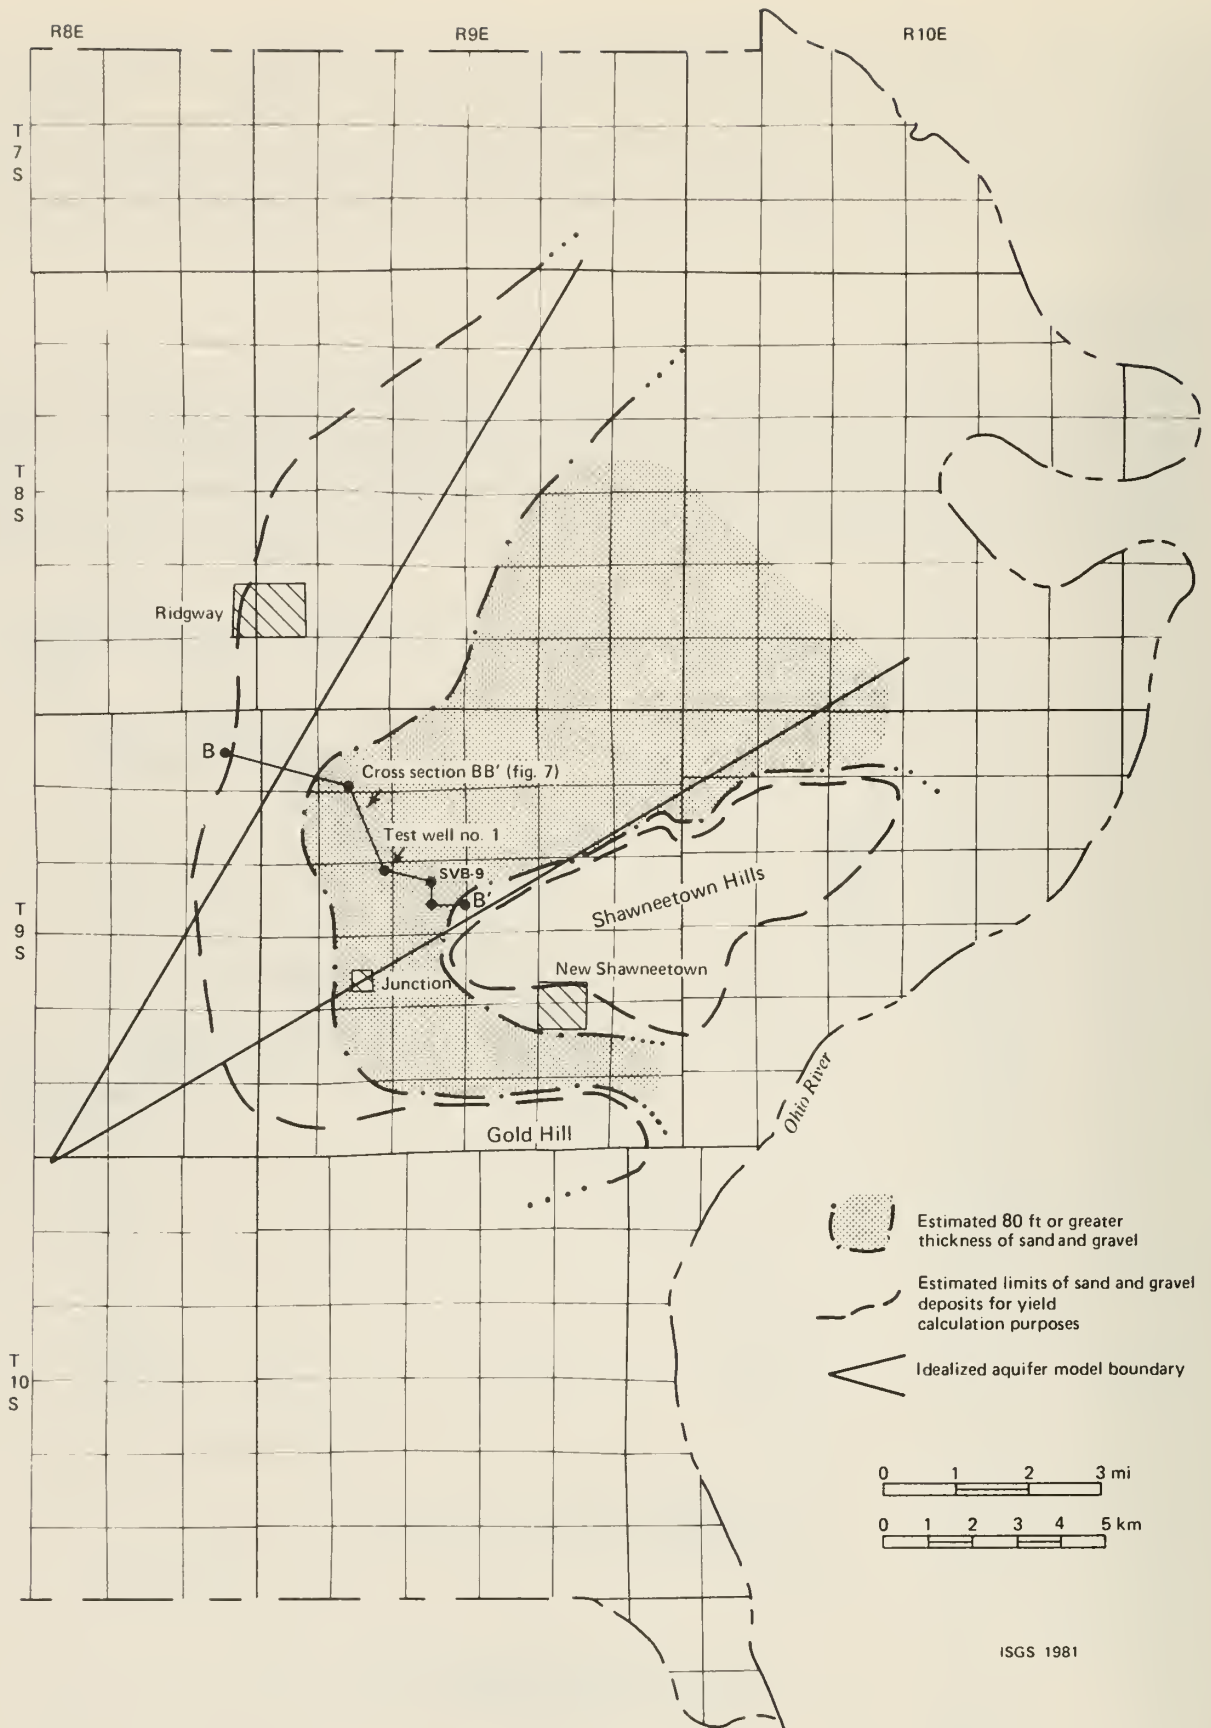 R8E
R9E
R10E
T
7
S
T
8
S
Ridgway
B
Cross section BB' (fig. 7)
Test well no. 1
SVB-9
B'
Shawneetown Hills
T
9
S
New Shawneetown
Junction
Ohio River
Gold Hill
Estimated 80 ft or greater
thickness of sand and gravel
Estimated limits of sand and gravel
deposits for yield
calculation purposes
Idealized aquifer model boundary
T
10
S
0 1 2 3 mi
0 1 2 3 4 5 km
ISGS 1981